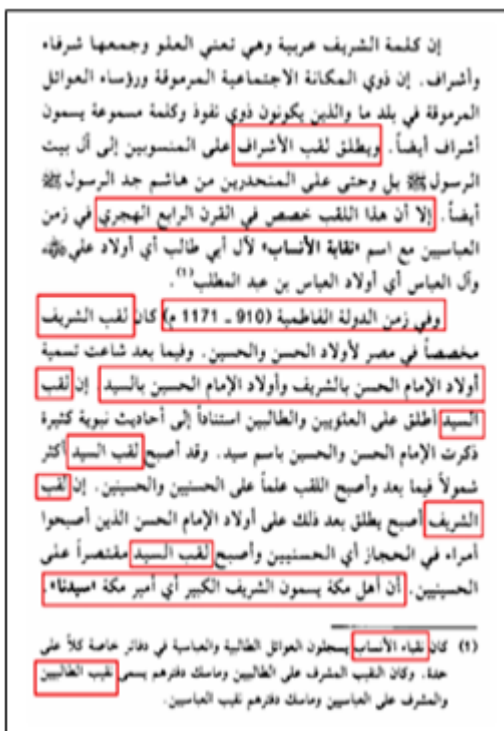 إن كلمة الشريف عربية وهي تعني العلو وجمعها شرفاء
وأشراف. إن ذوي المكانة الاجتماعية المرموقة ورؤساء العوائل
المرموقة في بلد ما والذين يكونون ذوي نفوذ وكلمة مسموعة يسمون
أشراف أيضاً. ويطلق لقب الأشراف على المنسوبين إلى آل بيت
الرسول ﷺ بل وحتى على المنحدرين من هاشم جد الرسول ﷺ
أيضاً. إلا أن هذا اللقب خصص في القرن الرابع الهجري في زمن
العباسيين مع اسم «نقابة الأنساب» لآل أبي طالب أي أولاد علي
وآل العباس أي أولاد العباس بن عبد المطلب(1).
وفي زمن الدولة الفاطمية (910 - 1171 م) كان لقب الشريف
مخصصاً في مصر لأولاد الحسن والحسين. وفيما بعد شاعت تسمية
أولاد الإمام الحسن بالشريف وأولاد الإمام الحسين بالسيد إن لقب
السيد أطلق على العلويين والطالبين استناداً إلى أحاديث نبوية كثيرة
ذكرت الإمام الحسن والحسين باسم سيد. وقد أصبح لقب السيد أكثر
شمولاً فيما بعد وأصبح اللقب علماً على الحسنيين والحسينين. إن لقب
الشريف أصبح يطلق بعد ذلك على أولاد الإمام الحسن الذين أصبحوا
أمراء في الحجاز أي الحسنيين وأصبح لقب السيد مقتصراً على
الحسينيين. أن أهل مكة يسمون الشريف الكبير أي أمير مكة «سيدنا».
(1) كان نقباء الأنساب يسجلون العوائل الطالبية والعباسية في دفاتر خاصة كلاً على
حدة. وكان النقيب المشرف على الطالبيين وماسك دفترهم يسمى نقيب الطالبيين
والمشرف على العباسيين وماسك دفترهم نقيب العباسيين.